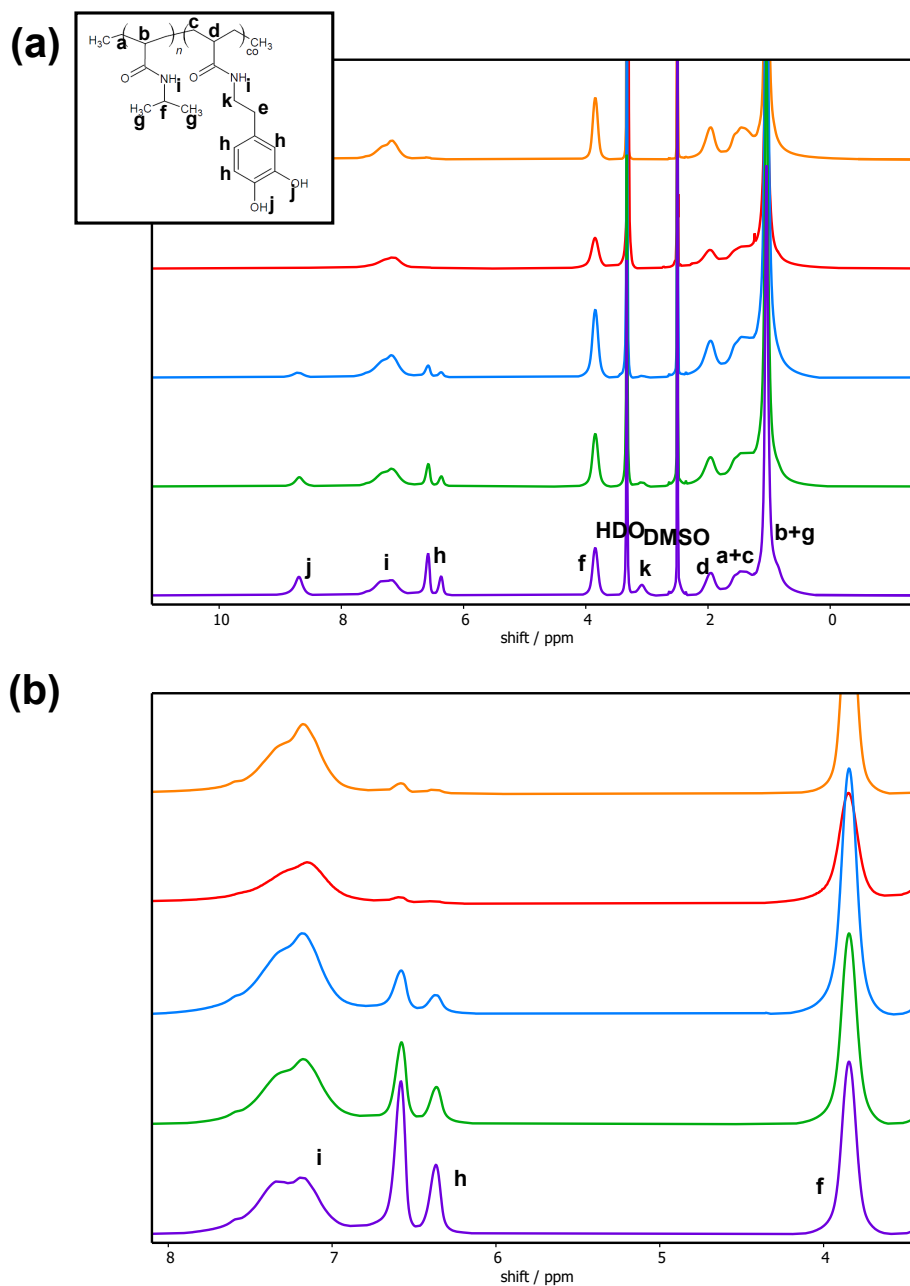 (a)
H₃C
a
b
n
c
d
CH₃
co
O
NH
i
O
NH
i
H₃C
f
CH₃
g
g
k
e
h
h
h
OH
j
OH
j
j
i
h
f
HDO
DMSO
k
d
a+c
b+g
10
8
6
4
2
0
shift / ppm
(b)
i
h
f
8
7
6
5
4
shift / ppm